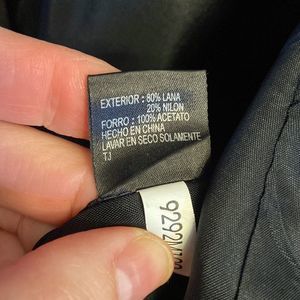 EXTERIOR : 80% LANA
20% NILON
FORRO : 100% ACETATO
HECHO EN CHINA
LAVAR EN SECO SOLAMENTE
TJ